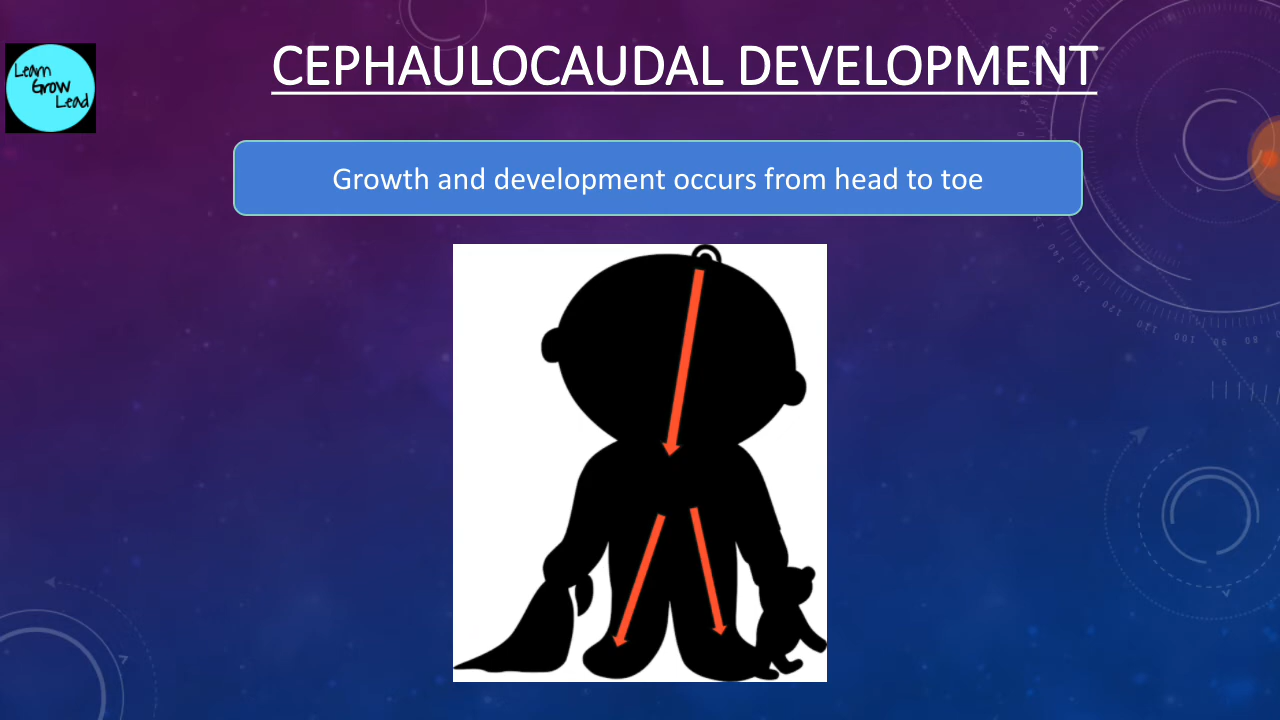 Learn
Grow
Lead
CEPHAULOCAUDAL DEVELOPMENT
Growth and development occurs from head to toe